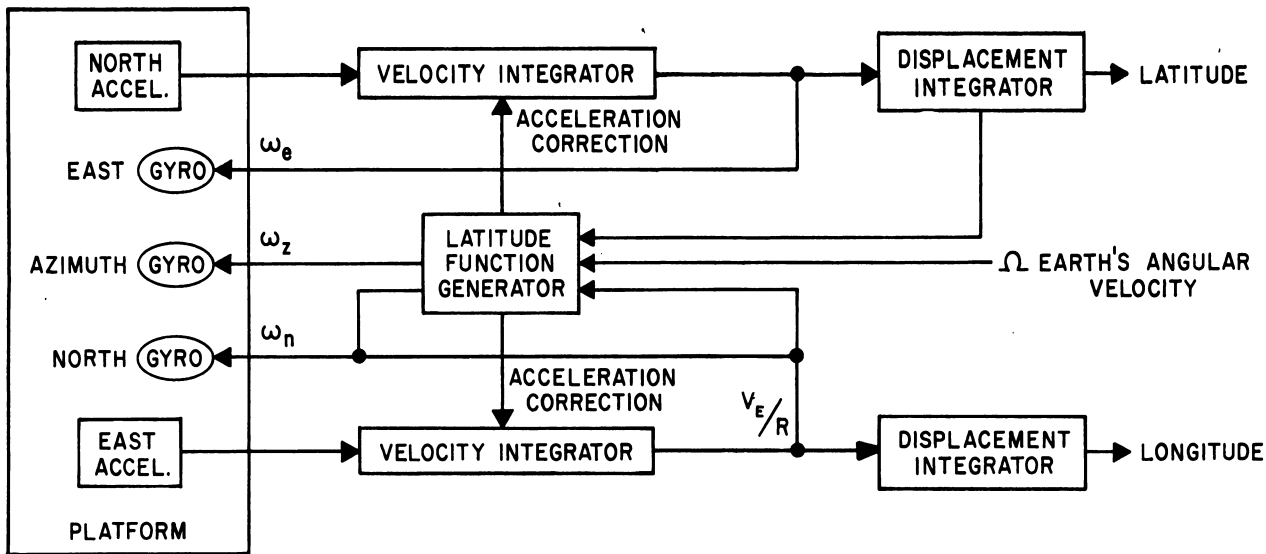 NORTH
ACCEL.
VELOCITY INTEGRATOR
DISPLACEMENT
INTEGRATOR
LATITUDE
ACCELERATION
CORRECTION
ωe
EAST GYRO
LATITUDE
FUNCTION
GENERATOR
ωz
AZIMUTH GYRO
Ω EARTH'S ANGULAR
VELOCITY
ωn
NORTH GYRO
ACCELERATION
CORRECTION
VE/R
EAST
ACCEL.
VELOCITY INTEGRATOR
DISPLACEMENT
INTEGRATOR
LONGITUDE
PLATFORM